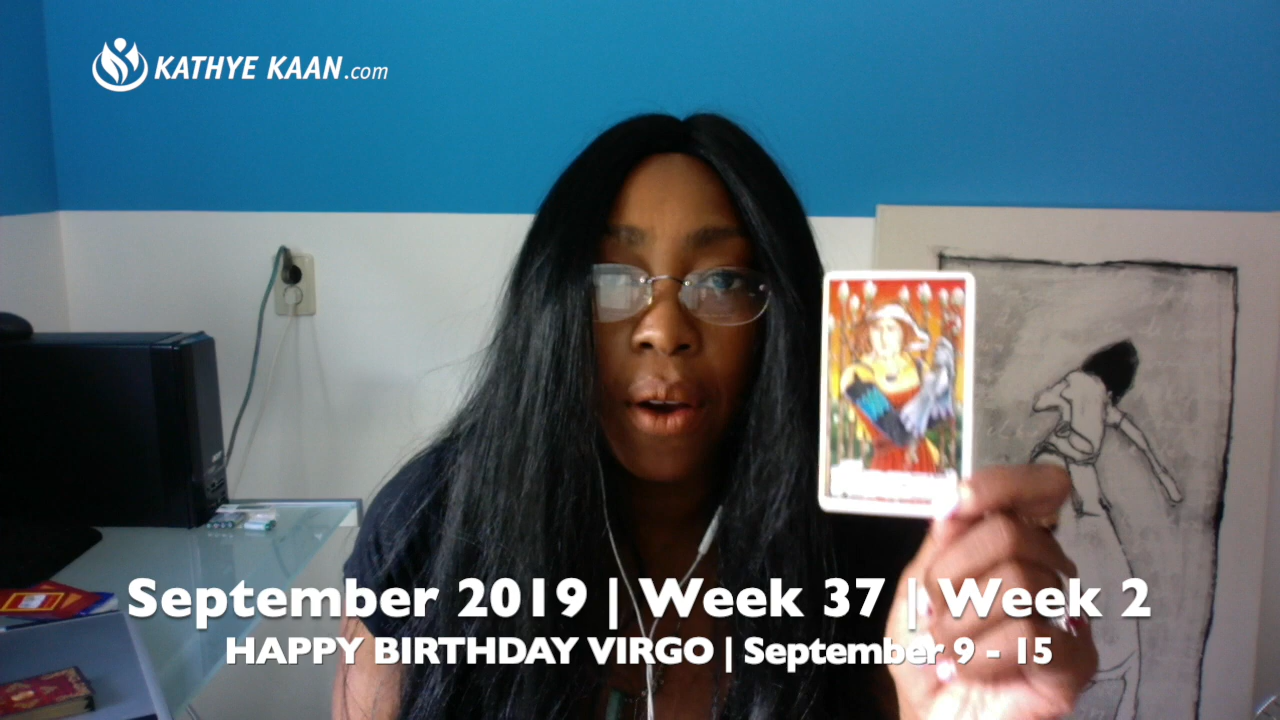 KATHYE KAAN.com
September 2019 | Week 37 | Week 2
HAPPY BIRTHDAY VIRGO | September 9 - 15